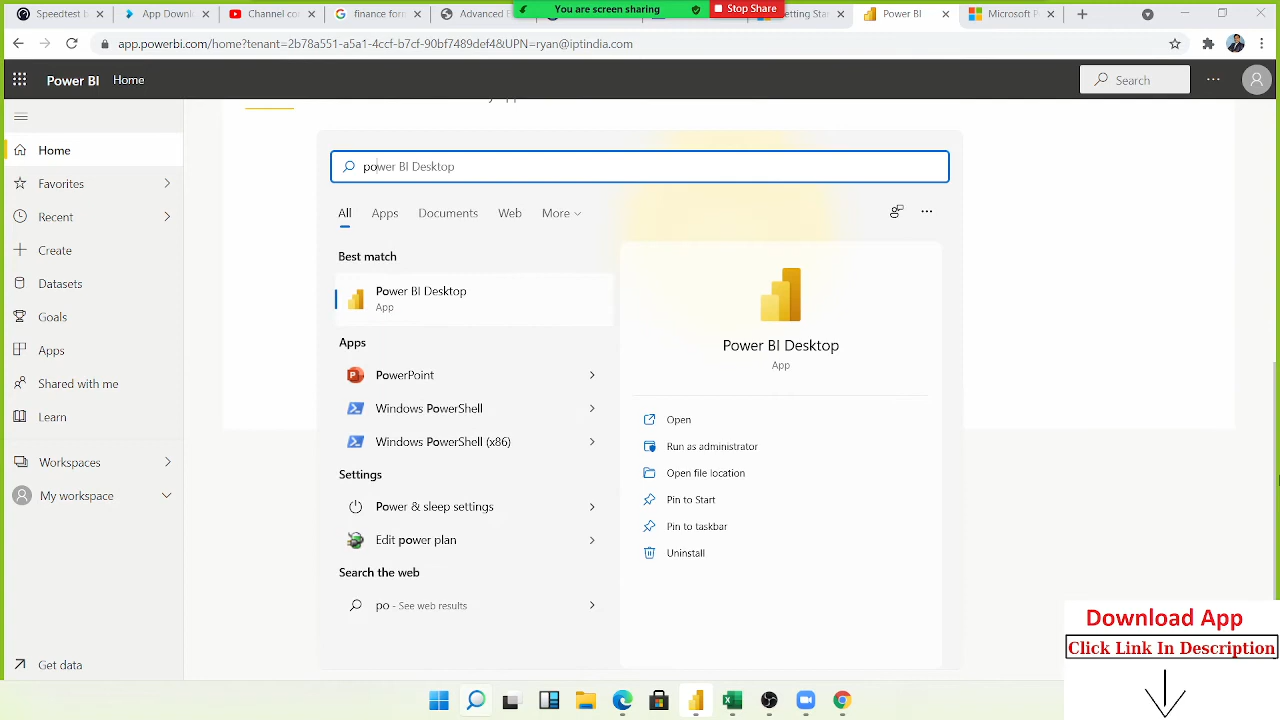 Speedtest b
App Downl
Channel co
finance for
Advanced E
You are screen sharing
Stop Share
etting Sta
Power BI
Microsoft P
app.powerbi.com/home?tenant=2b78a551-a5a1-4ccf-b7cf-90bf7489def4&UPN=ryan@iptindia.com
Power BI Home
Search
Home
Favorites
Recent
Create
Datasets
Goals
Apps
Shared with me
Learn
Workspaces
My workspace
Get data
power BI Desktop
All Apps Documents Web More
Best match
Power BI Desktop
App
Apps
PowerPoint
Windows PowerShell
Windows PowerShell (x86)
Settings
Power & sleep settings
Edit power plan
Search the web
po - See web results
Power BI Desktop
App
Open
Run as administrator
Open file location
Pin to Start
Pin to taskbar
Uninstall
Download App
Click Link In Description